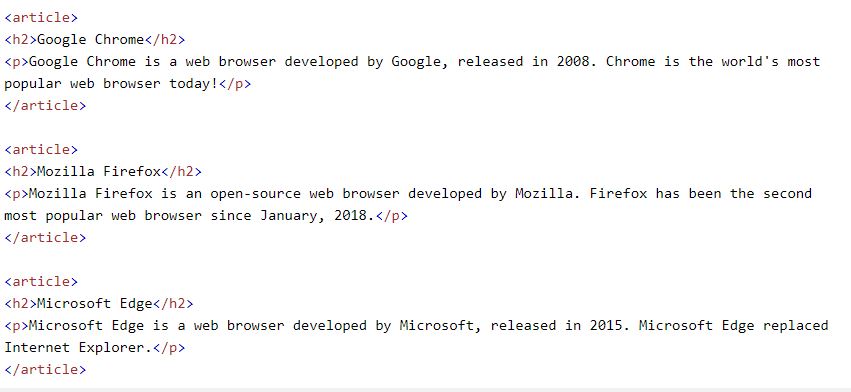 <article>
<h2>Google Chrome</h2>
<p>Google Chrome is a web browser developed by Google, released in 2008. Chrome is the world's most
popular web browser today!</p>
</article>

<article>
<h2>Mozilla Firefox</h2>
<p>Mozilla Firefox is an open-source web browser developed by Mozilla. Firefox has been the second
most popular web browser since January, 2018.</p>
</article>

<article>
<h2>Microsoft Edge</h2>
<p>Microsoft Edge is a web browser developed by Microsoft, released in 2015. Microsoft Edge replaced
Internet Explorer.</p>
</article>